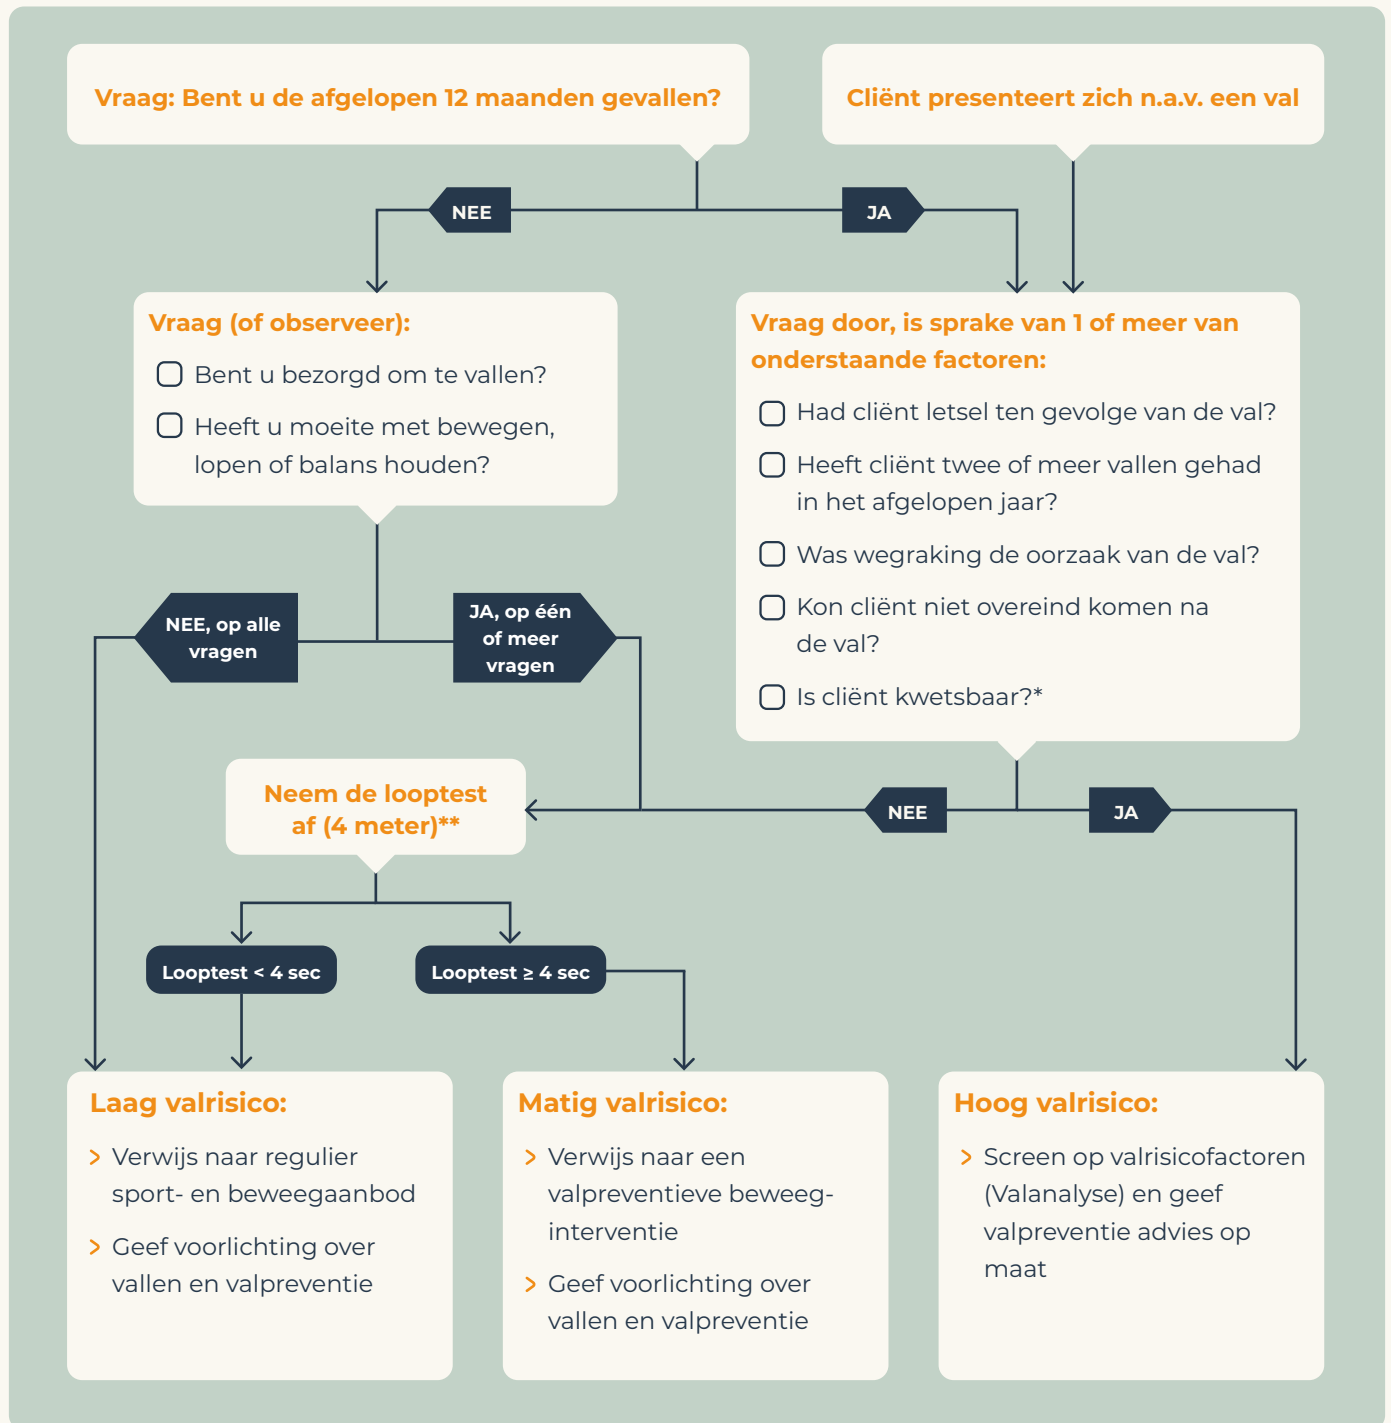 Vraag: Bent u de afgelopen 12 maanden gevallen?
Cliënt presenteert zich n.a.v. een val
NEE
JA
Vraag (of observeer):
Bent u bezorgd om te vallen?
Heeft u moeite met bewegen,
lopen of balans houden?
Vraag door, is sprake van 1 of meer van
onderstaande factoren:
Had cliënt letsel ten gevolge van de val?
Heeft cliënt twee of meer vallen gehad
in het afgelopen jaar?
Was wegraking de oorzaak van de val?
Kon cliënt niet overeind komen na
de val?
Is cliënt kwetsbaar?*
NEE, op alle
vragen
JA, op één
of meer
vragen
Neem de looptest
af (4 meter)**
NEE
JA
Looptest < 4 sec
Looptest ≥ 4 sec
Laag valrisico:
> Verwijs naar regulier
sport- en beweegaanbod
> Geef voorlichting over
vallen en valpreventie
Matig valrisico:
> Verwijs naar een
valpreventieve beweeg-
interventie
> Geef voorlichting over
vallen en valpreventie
Hoog valrisico:
> Screen op valrisicofactoren
(Valanalyse) en geef
valpreventie advies op
maat